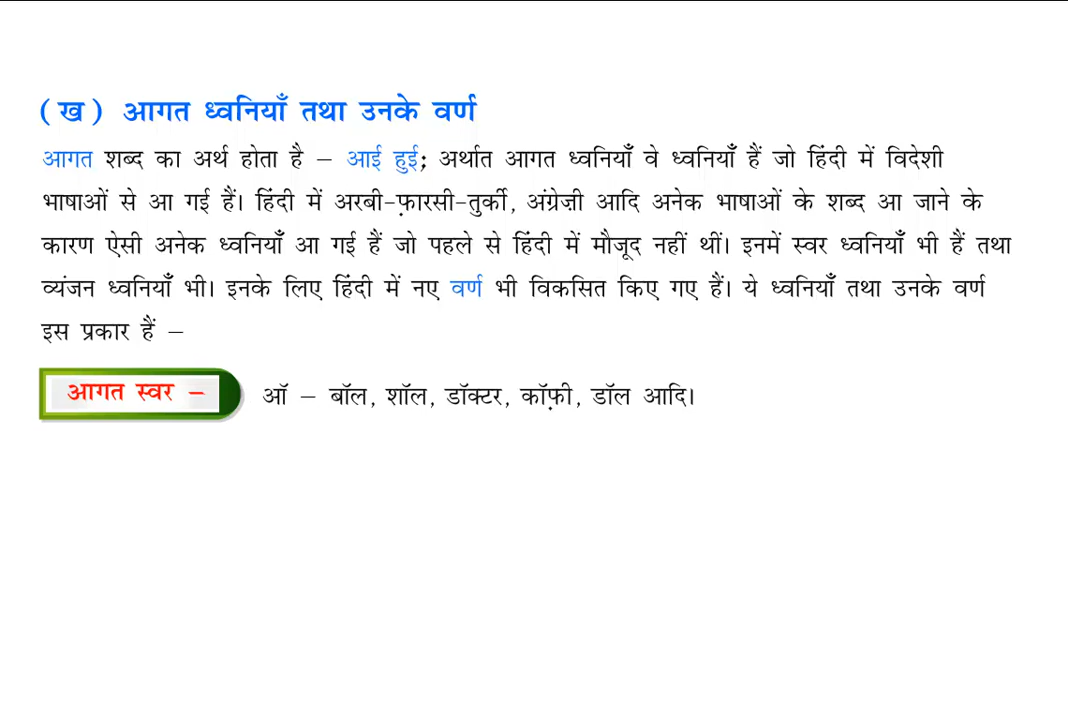 (ख) आगत ध्वनियाँ तथा उनके वर्ण
आगत शब्द का अर्थ होता है – आई हुई; अर्थात आगत ध्वनियाँ वे ध्वनियाँ हैं जो हिंदी में विदेशी
भाषाओं से आ गई हैं। हिंदी में अरबी-फ़ारसी-तुर्की, अंग्रेज़ी आदि अनेक भाषाओं के शब्द आ जाने के
कारण ऐसी अनेक ध्वनियाँ आ गई हैं जो पहले से हिंदी में मौजूद नहीं थीं। इनमें स्वर ध्वनियाँ भी हैं तथा
व्यंजन ध्वनियाँ भी। इनके लिए हिंदी में नए वर्ण भी विकसित किए गए हैं। ये ध्वनियाँ तथा उनके वर्ण
इस प्रकार हैं –
आगत स्वर – ऑ – बॉल, शॉल, डॉक्टर, कॉफ़ी, डॉल आदि।